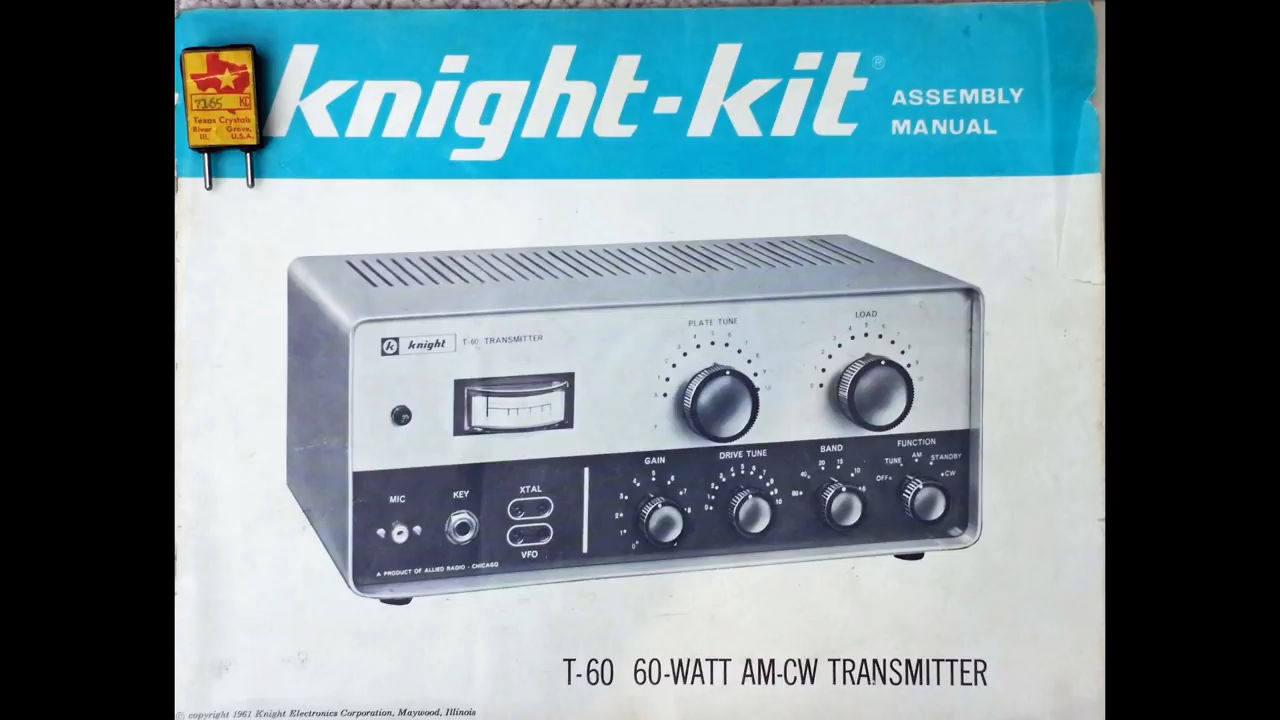 knight-kit®
ASSEMBLY
MANUAL
7165 KC
Texas Crystals
River Grove,
Ill. U.S.A.
PLATE TUNE
LOAD
k knight T-60 TRANSMITTER
GAIN
DRIVE TUNE
BAND
FUNCTION
80 40 20 15 10 6
OFF TUNE AM STANDBY CW
MIC
KEY
XTAL
VFO
A PRODUCT OF ALLIED RADIO - CHICAGO
T-60 60-WATT AM-CW TRANSMITTER
© copyright 1961 Knight Electronics Corporation, Maywood, Illinois